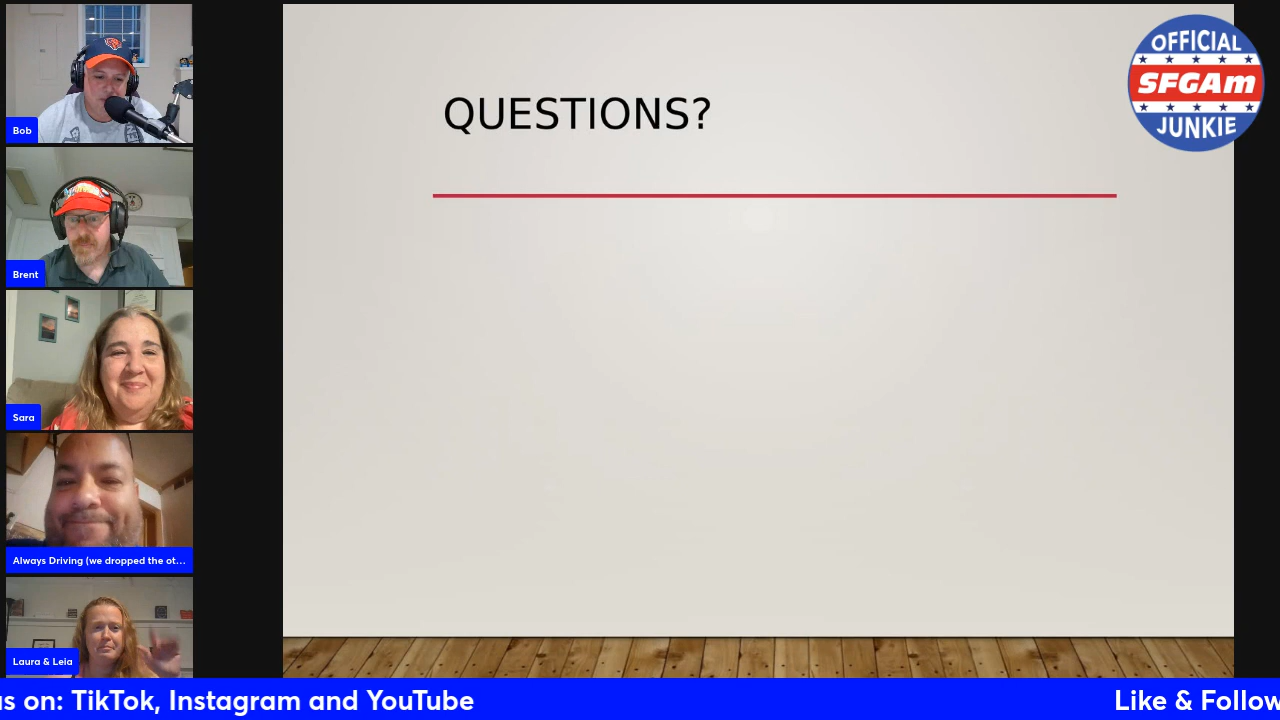 Bob
Brent
Sara
Always Driving (we dropped the ot...
Laura & Leia
QUESTIONS?
OFFICIAL
SFGAm
JUNKIE
s on: TikTok, Instagram and YouTube
Like & Follow